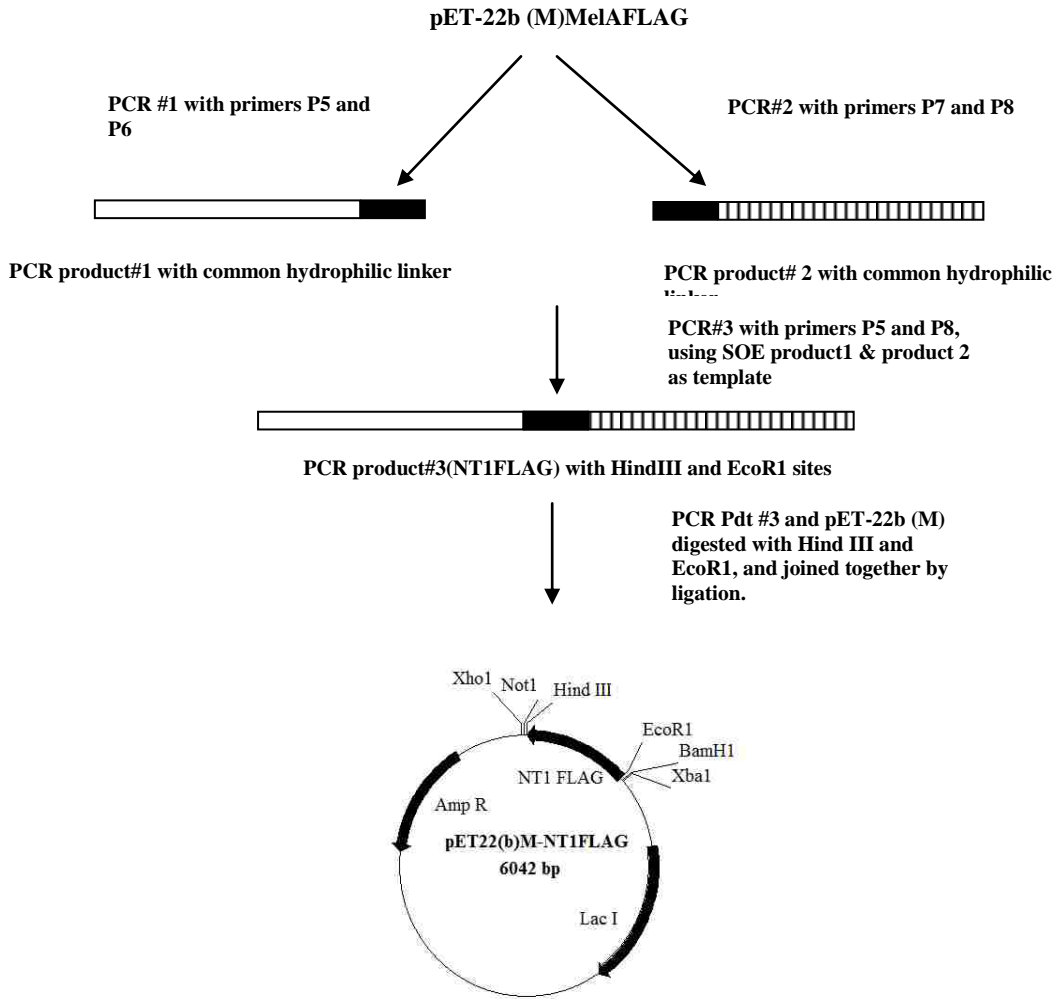 pET-22b (M)MelAFLAG
PCR #1 with primers P5 and
P6
PCR#2 with primers P7 and P8
PCR product#1 with common hydrophilic linker
PCR product# 2 with common hydrophilic
PCR#3 with primers P5 and P8,
using SOE product1 & product 2
as template
PCR product#3(NT1FLAG) with HindIII and EcoR1 sites
PCR Pdt #3 and pET-22b (M)
digested with Hind III and
EcoR1, and joined together by
ligation.
Xho1
Not1
Hind III
EcoR1
BamH1
Xba1
NT1 FLAG
Amp R
pET22(b)M-NT1FLAG
6042 bp
Lac I